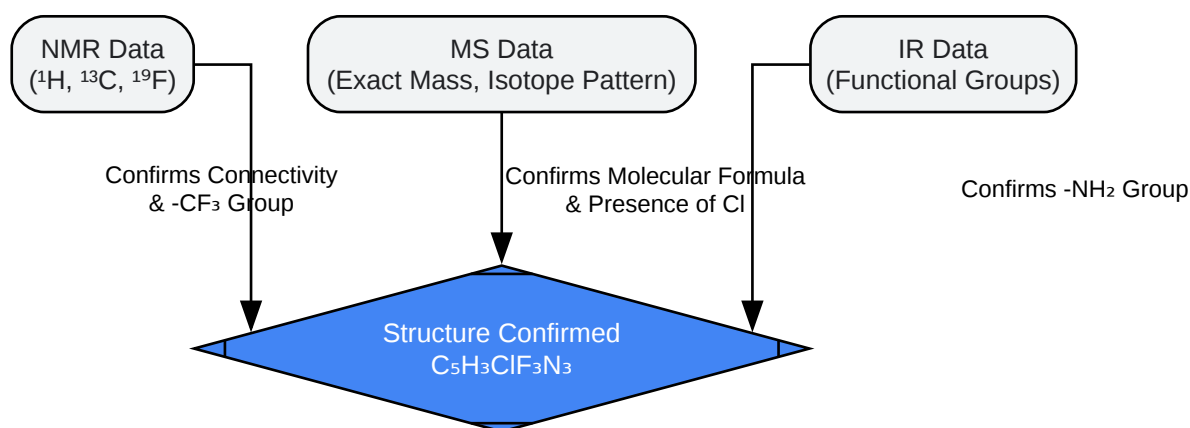 NMR Data
(¹H, ¹³C, ¹⁹F)
MS Data
(Exact Mass, Isotope Pattern)
IR Data
(Functional Groups)
Confirms Connectivity
& -CF₃ Group
Confirms Molecular Formula
& Presence of Cl
Confirms -NH₂ Group
Structure Confirmed
C₅H₃ClF₃N₃